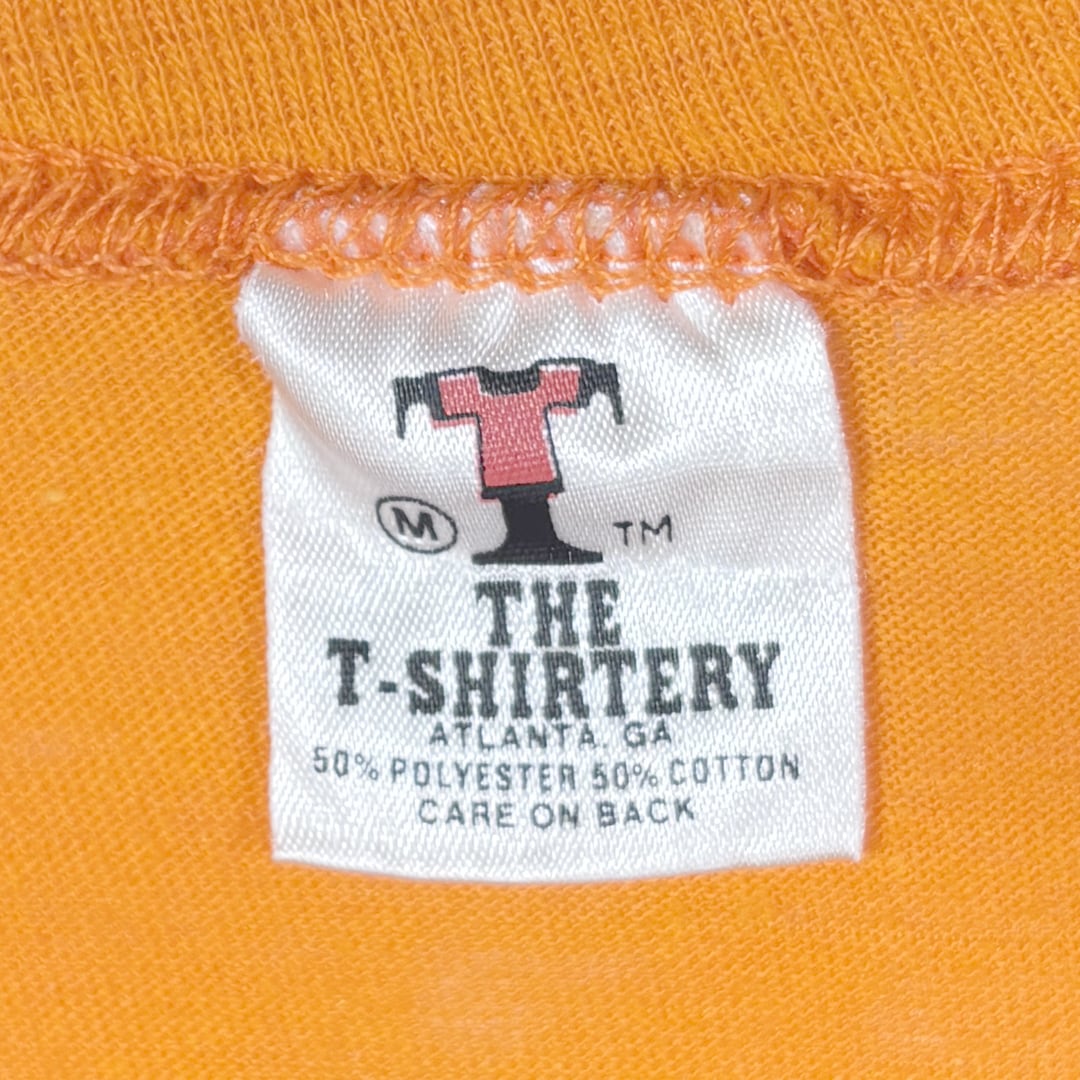 T
M TM
THE
T-SHIRTERY
ATLANTA. GA
50% POLYESTER 50% COTTON
CARE ON BACK